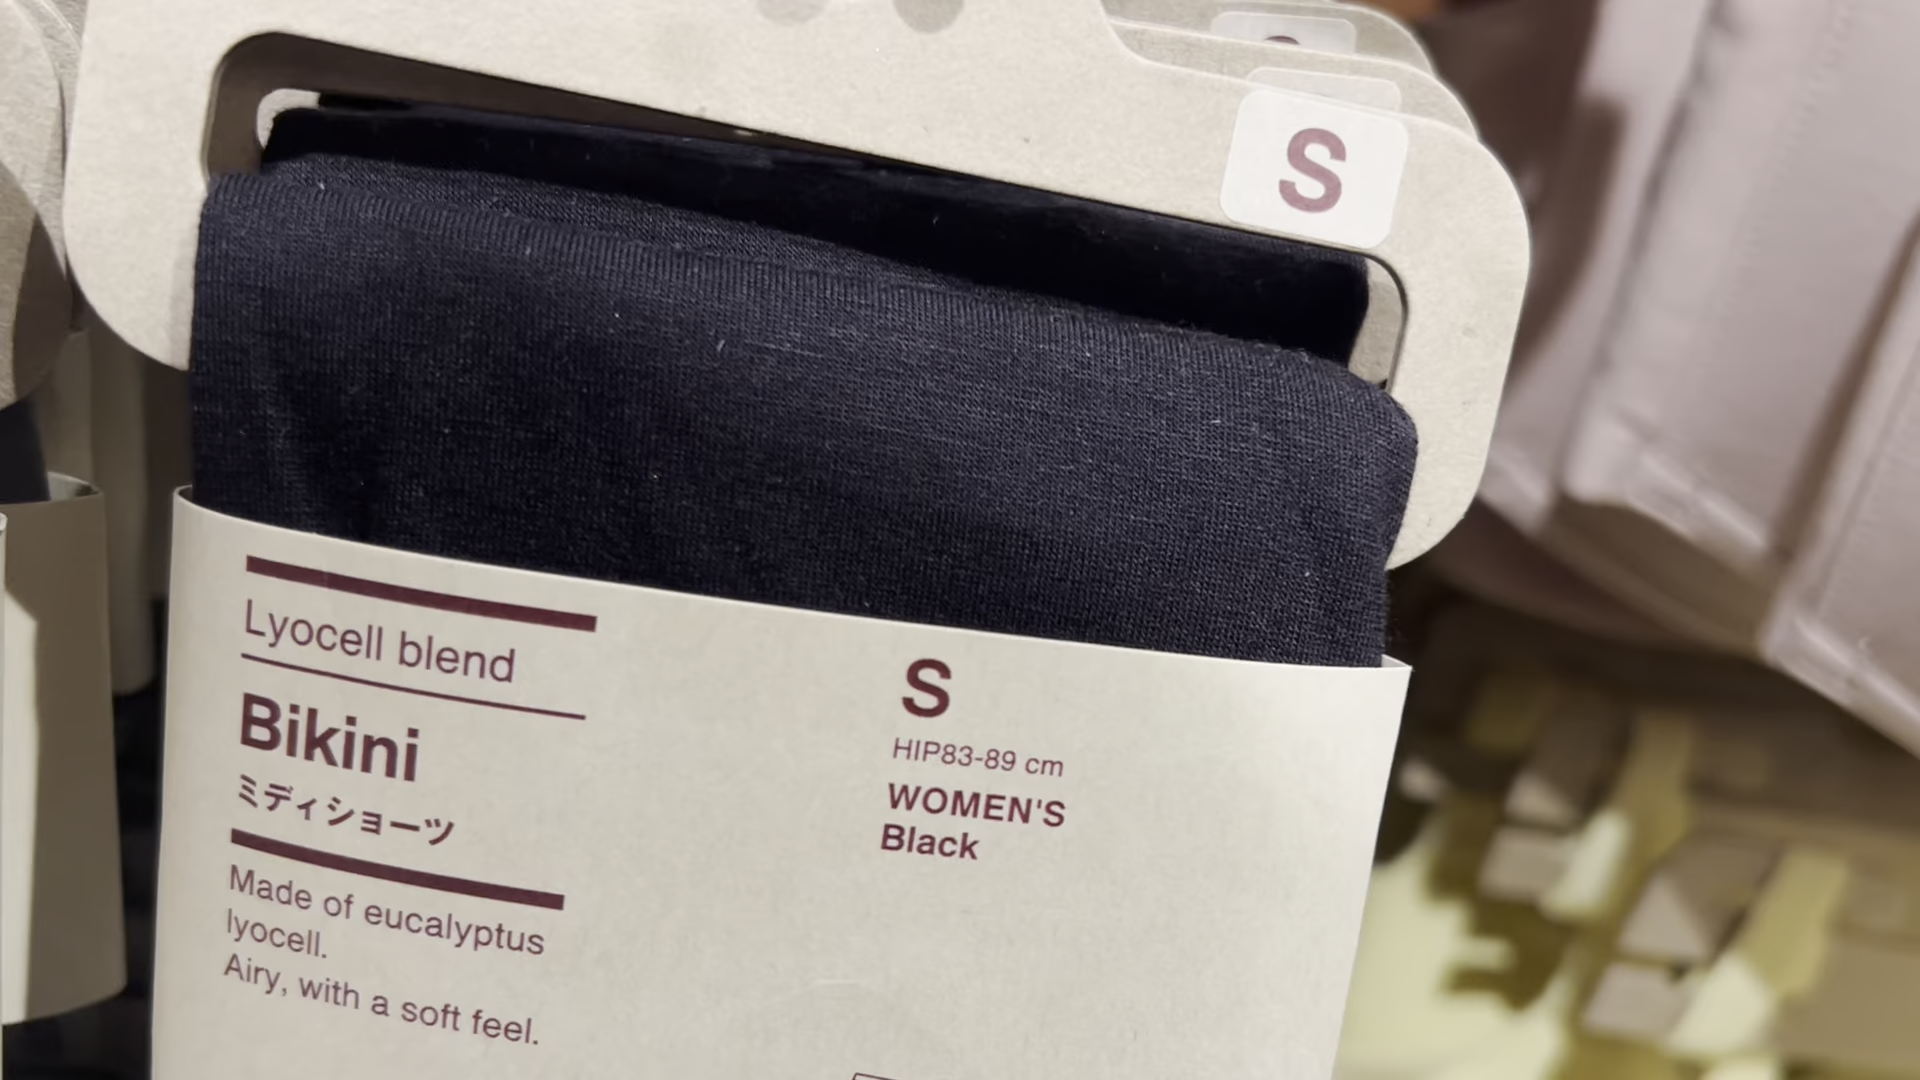 S
Lyocell blend
Bikini
ミディショーツ
Made of eucalyptus
lyocell.
Airy, with a soft feel.
S
HIP83-89 cm
WOMEN'S
Black